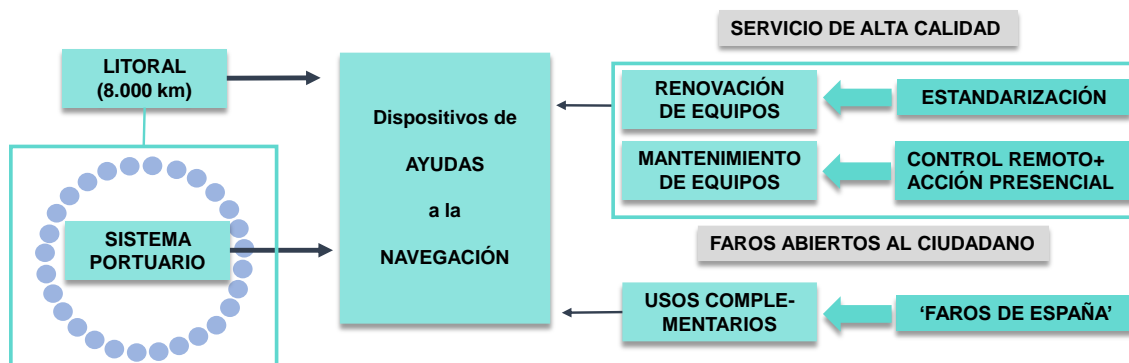 SERVICIO DE ALTA CALIDAD
LITORAL
(8.000 km)
SISTEMA
PORTUARIO
Dispositivos de
AYUDAS
a la
NAVEGACIÓN
RENOVACIÓN
DE EQUIPOS
ESTANDARIZACIÓN
MANTENIMIENTO
DE EQUIPOS
CONTROL REMOTO+
ACCIÓN PRESENCIAL
FAROS ABIERTOS AL CIUDADANO
USOS COMPLE-
MENTARIOS
‘FAROS DE ESPAÑA’